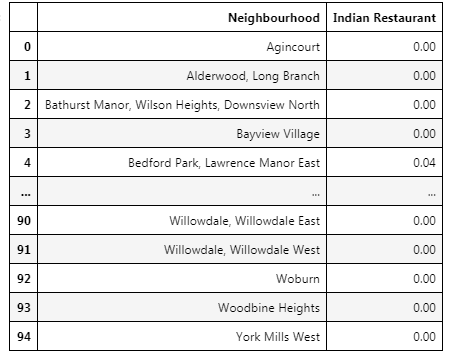 Neighbourhood Indian Restaurant
0 Agincourt 0.00
1 Alderwood, Long Branch 0.00
2 Bathurst Manor, Wilson Heights, Downsview North 0.00
3 Bayview Village 0.00
4 Bedford Park, Lawrence Manor East 0.04
... ... ...
90 Willowdale, Willowdale East 0.00
91 Willowdale, Willowdale West 0.00
92 Woburn 0.00
93 Woodbine Heights 0.00
94 York Mills West 0.00